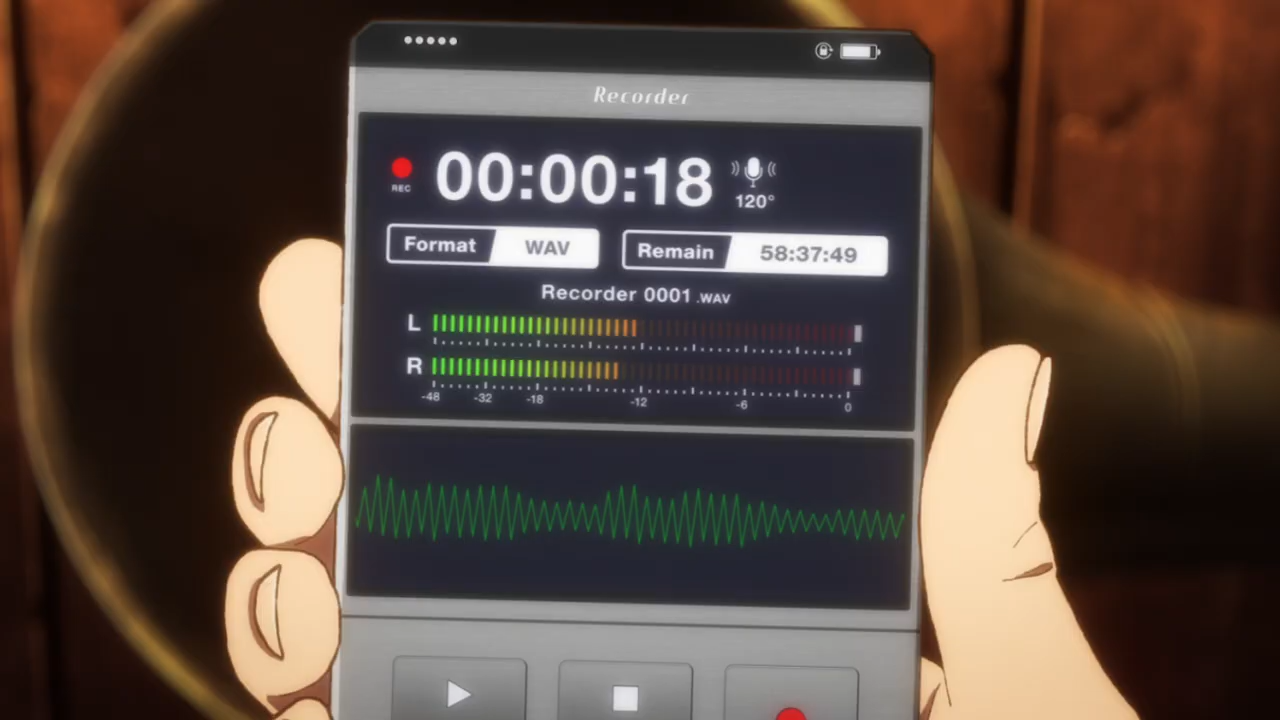 Recorder
REC
00:00:18
120°
Format WAV Remain 58:37:49
Recorder 0001 .WAV
L
R
-48 -32 -18 -12 -6 0